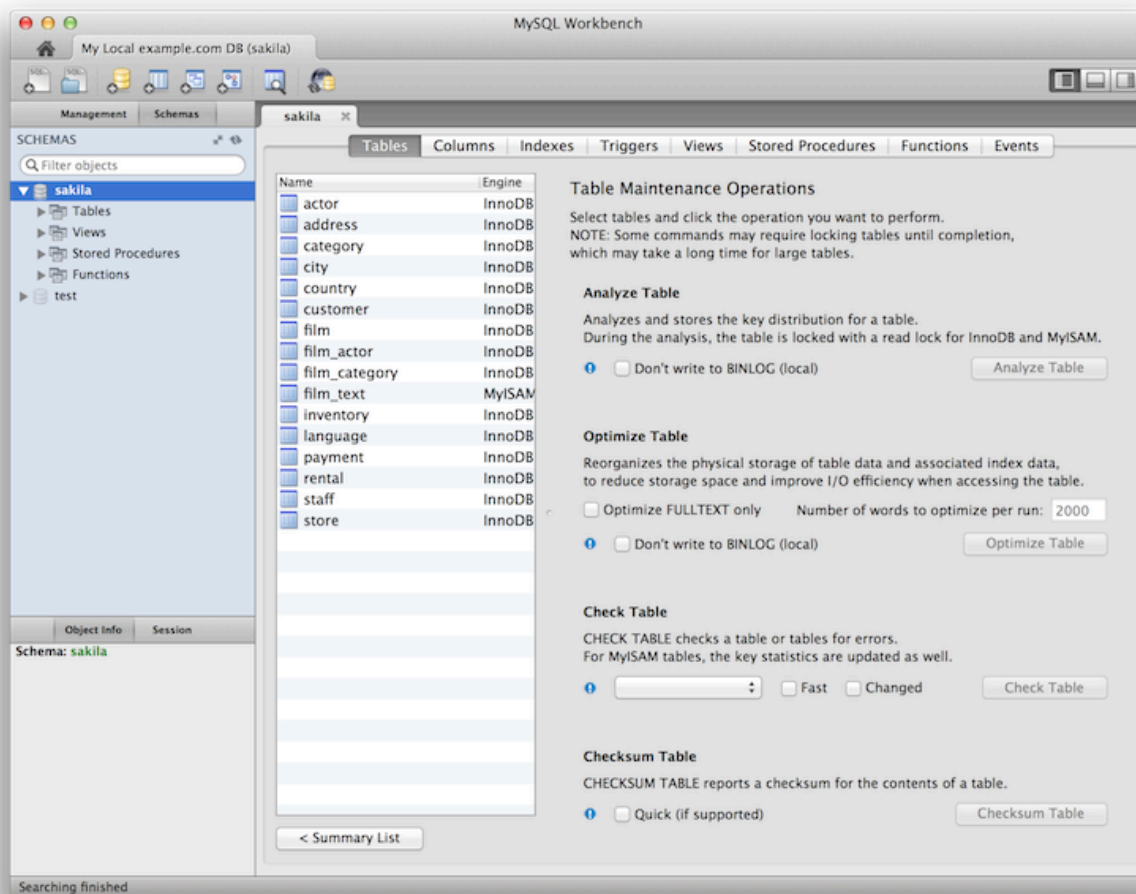 MySQL Workbench
My Local example.com DB (sakila)
SQL SQL
Management Schemas
sakila
SCHEMAS
Filter objects
sakila
Tables
Views
Stored Procedures
Functions
test
Object Info Session
Schema: sakila
Tables Columns Indexes Triggers Views Stored Procedures Functions Events
Name Engine
actor InnoDB
address InnoDB
category InnoDB
city InnoDB
country InnoDB
customer InnoDB
film InnoDB
film_actor InnoDB
film_category InnoDB
film_text MyISAM
inventory InnoDB
language InnoDB
payment InnoDB
rental InnoDB
staff InnoDB
store InnoDB
< Summary List
Table Maintenance Operations
Select tables and click the operation you want to perform.
NOTE: Some commands may require locking tables until completion,
which may take a long time for large tables.
Analyze Table
Analyzes and stores the key distribution for a table.
During the analysis, the table is locked with a read lock for InnoDB and MyISAM.
Don't write to BINLOG (local) Analyze Table
Optimize Table
Reorganizes the physical storage of table data and associated index data,
to reduce storage space and improve I/O efficiency when accessing the table.
Optimize FULLTEXT only Number of words to optimize per run: 2000
Don't write to BINLOG (local) Optimize Table
Check Table
CHECK TABLE checks a table or tables for errors.
For MyISAM tables, the key statistics are updated as well.
Fast Changed Check Table
Checksum Table
CHECKSUM TABLE reports a checksum for the contents of a table.
Quick (if supported) Checksum Table
Searching finished